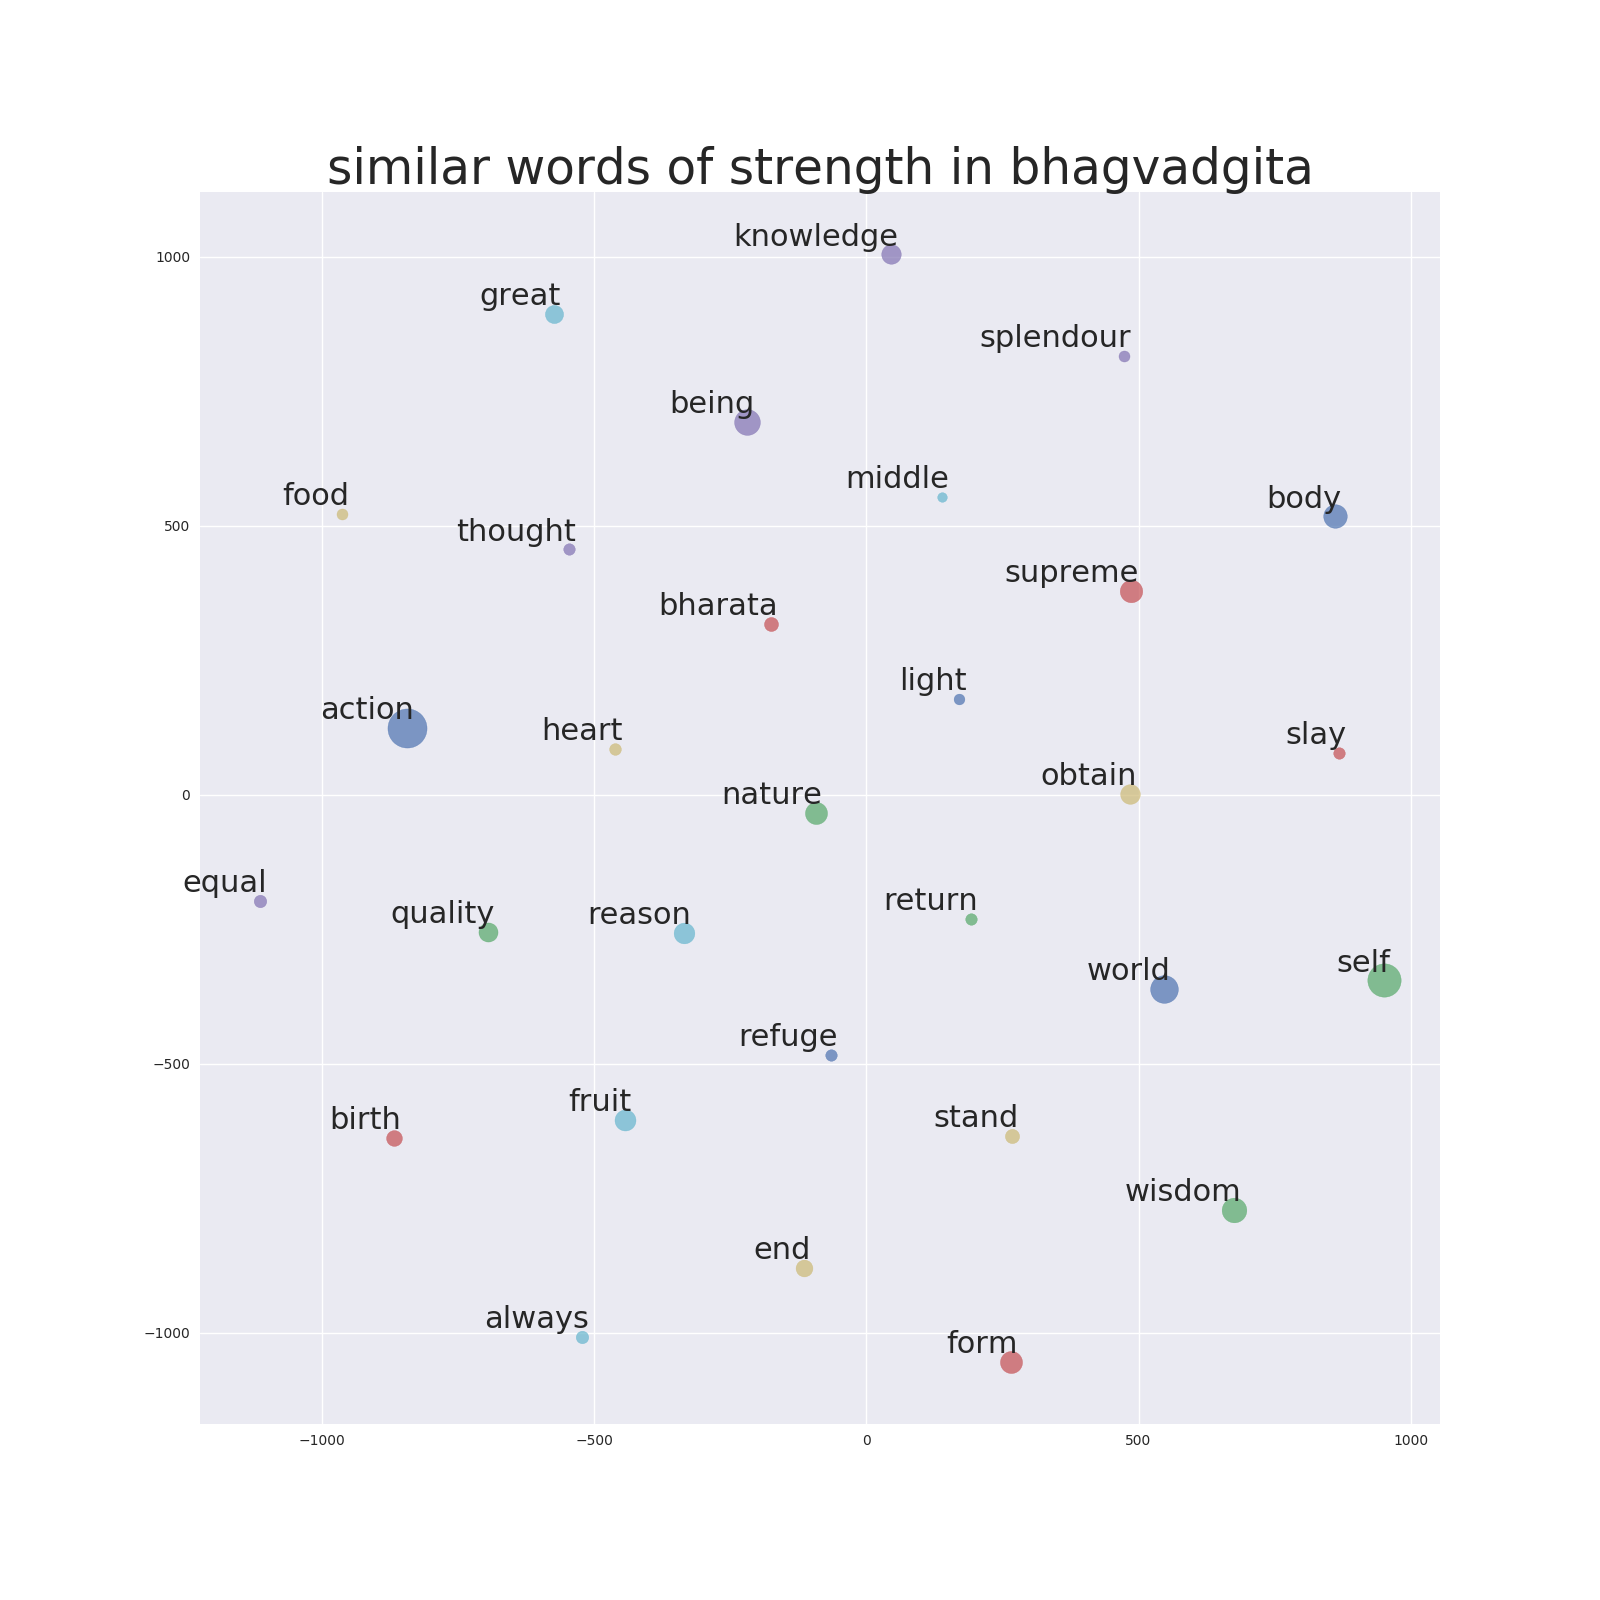 similar words of strength in bhagvadgita
knowledge
1000
great
splendour
being
middle
food
body
500
thought
supreme
bharata
light
action
heart
slay
obtain
nature
0
equal
quality
reason
return
world
self
refuge
−500
fruit
birth
stand
wisdom
end
always
−1000
form
−1000
−500
0
500
1000